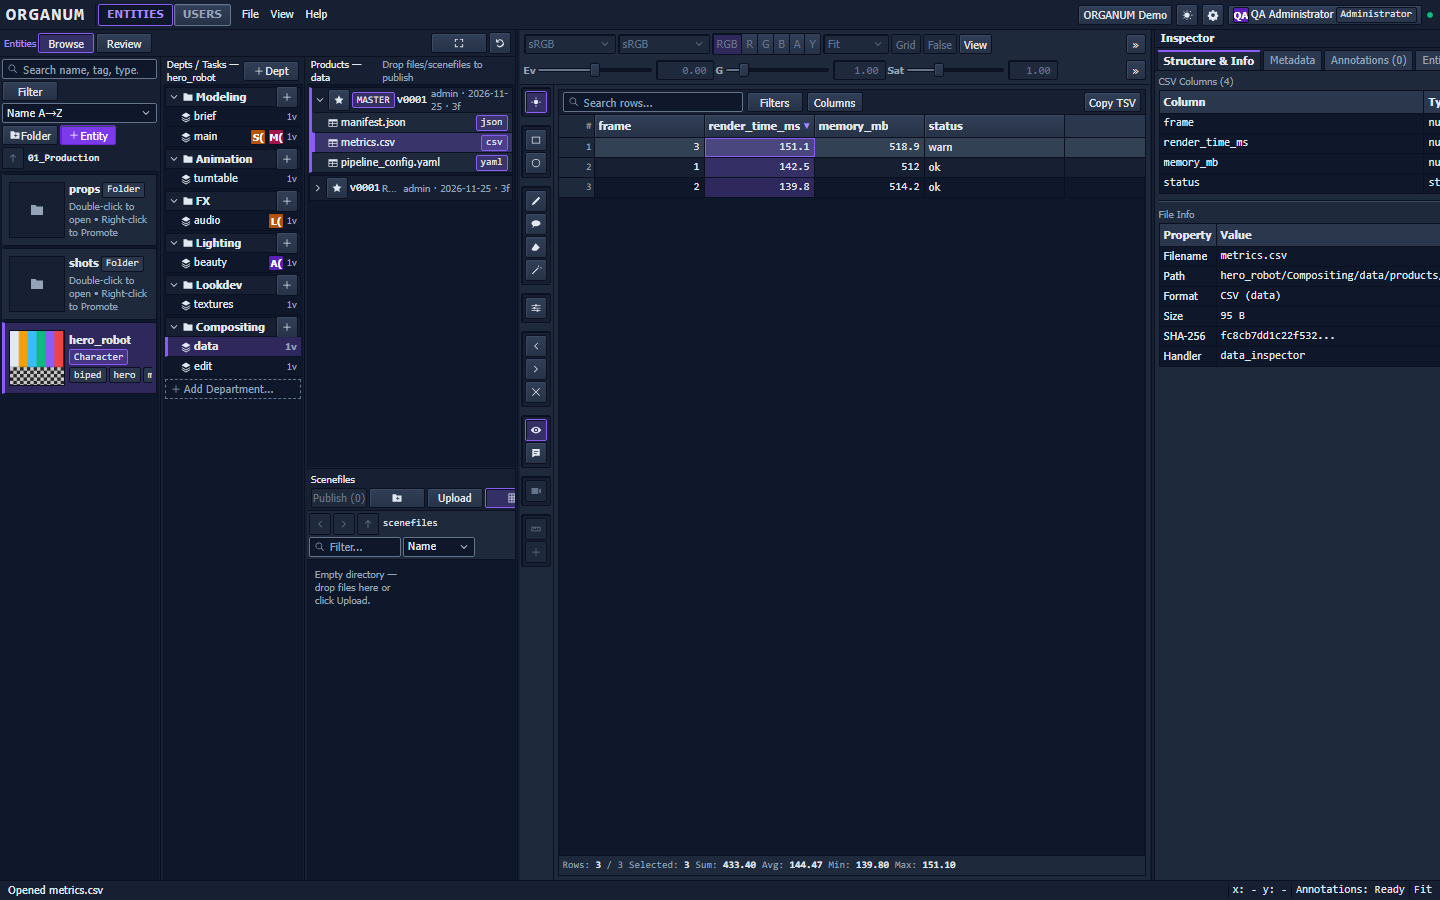 ORGANUM ENTITIES USERS File View Help ORGANUM Demo QA QA Administrator Administrator
Entities Browse Review
Search name, tag, type.
Filter
Name A→Z
Folder + Entity
01_Production
props Folder
Double-click to
open • Right-click
to Promote
shots Folder
Double-click to
open • Right-click
to Promote
hero_robot
Character
biped hero
Depts / Tasks —
hero_robot
+ Dept
Modeling +
brief 1v
main S( M( 1v
Animation +
turntable 1v
FX +
audio L( 1v
Lighting +
beauty A( 1v
Lookdev +
textures 1v
Compositing +
data 1v
edit 1v
+ Add Department...
Products —
data
Drop files/scenefiles to
publish
MASTER v0001 admin · 2026-11-
25 · 3f
manifest.json json
metrics.csv csv
pipeline_config.yaml yaml
v0001 R... admin · 2026-11-25 · 3f
Scenefiles
Publish (0) Upload
scenefiles
Filter... Name
Empty directory —
drop files here or
click Upload.
sRGB sRGB RGB R G B A Y Fit Grid False View »
Ev 0.00 G 1.00 Sat 1.00 »
Search rows... Filters Columns Copy TSV
# frame render_time_ms ▼ memory_mb status
1 3 151.1 518.9 warn
2 1 142.5 512 ok
3 2 139.8 514.2 ok
Rows: 3 / 3 Selected: 3 Sum: 433.40 Avg: 144.47 Min: 139.80 Max: 151.10
Inspector
Structure & Info Metadata Annotations (0) Enti
CSV Columns (4)
Column Ty
frame nu
render_time_ms nu
memory_mb nu
status st
File Info
Property Value
Filename metrics.csv
Path hero_robot/Compositing/data/products,
Format CSV (data)
Size 95 B
SHA-256 fc8cb7dd1c22f532...
Handler data_inspector
Opened metrics.csv x: - y: - Annotations: Ready Fit